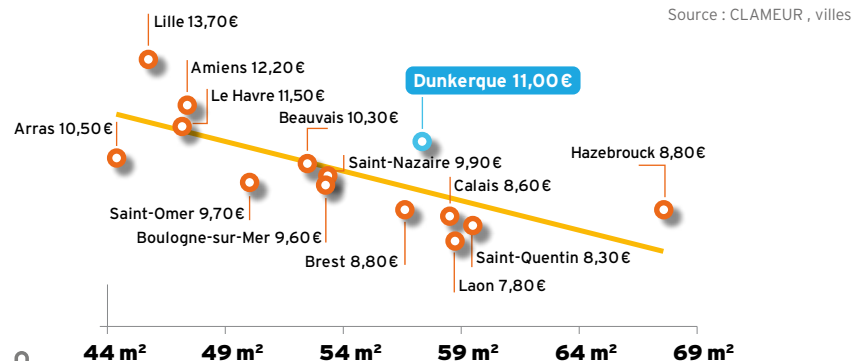 Source : CLAMEUR , villes
Lille 13,70 €
Amiens 12,20 €
Dunkerque 11,00 €
Le Havre 11,50 €
Beauvais 10,30 €
Arras 10,50 €
Hazebrouck 8,80 €
Saint-Nazaire 9,90 €
Calais 8,60 €
Saint-Omer 9,70 €
Boulogne-sur-Mer 9,60 €
Saint-Quentin 8,30 €
Brest 8,80 €
Laon 7,80 €
44 m² 49 m² 54 m² 59 m² 64 m² 69 m²